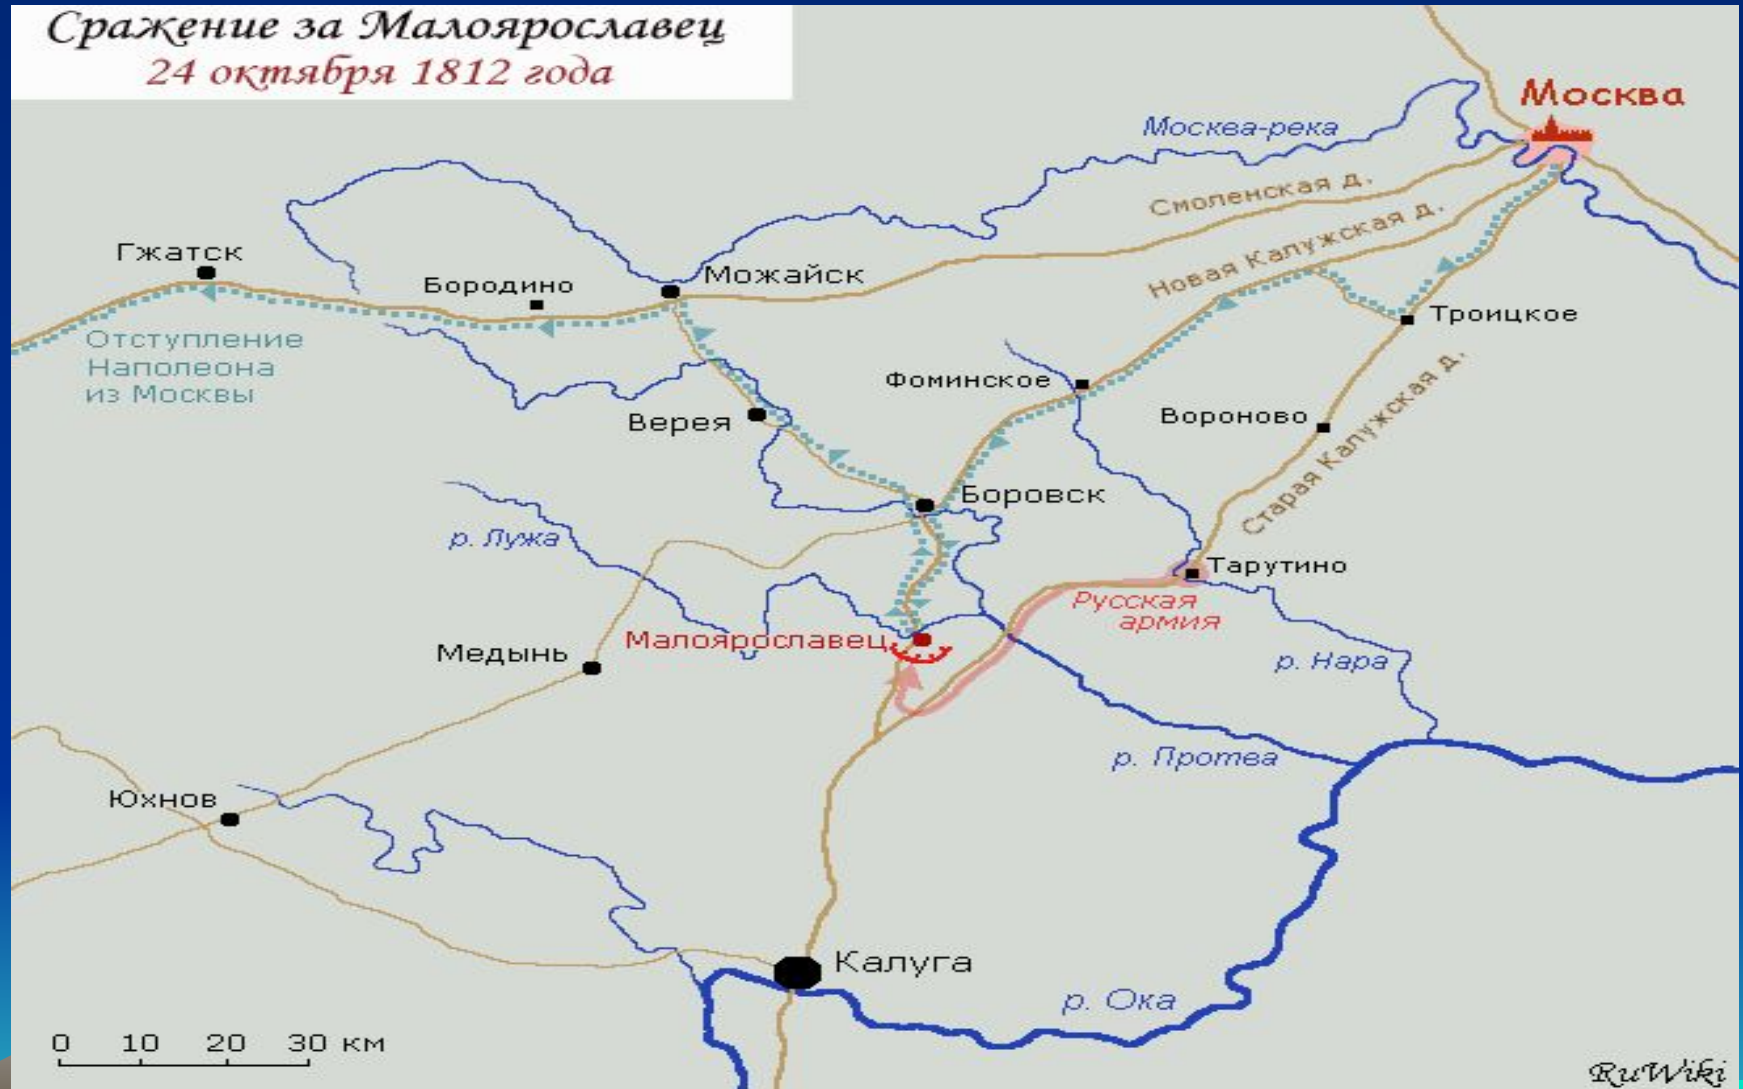 Сражение за Малоярославец
24 октября 1812 года
Москва
Москва-река
Смоленская д.
Новая Калужская д.
Гжатск
Бородино
Можайск
Троицкое
Отступление
Наполеона
из Москвы
Фоминское
Верея
Вороново
Старая Калужская д.
Боровск
р. Лужа
Тарутино
Русская
армия
Малоярославец
Медынь
р. Нара
р. Протва
Юхнов
Калуга
р. Ока
0 10 20 30 км
RuWiki